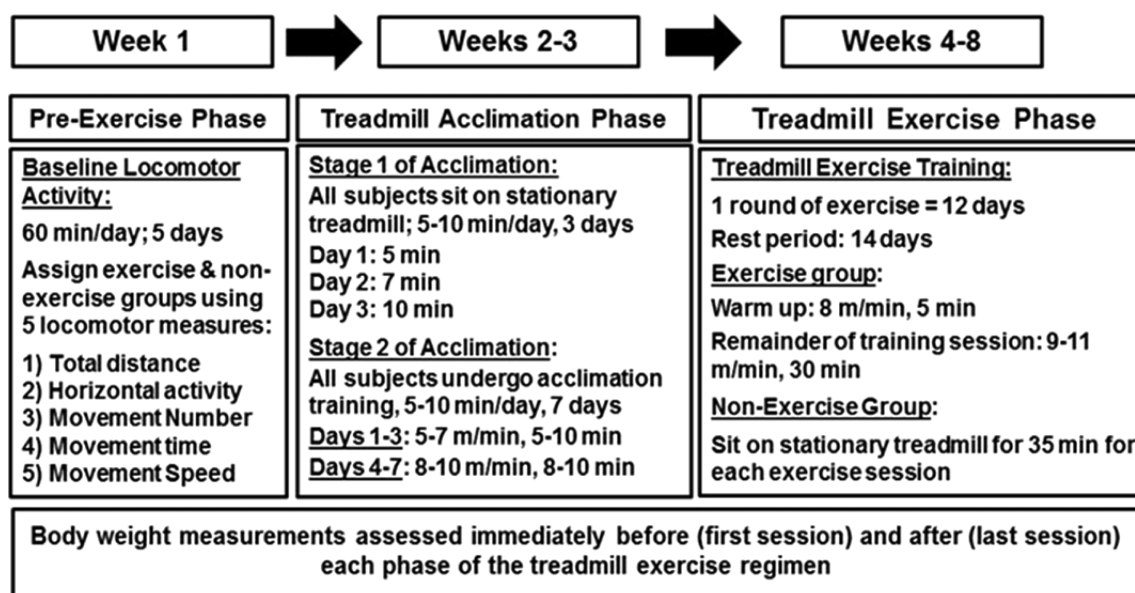 Week 1
Weeks 2-3
Weeks 4-8
Pre-Exercise Phase
Baseline Locomotor
Activity:
60 min/day; 5 days
Assign exercise & non-
exercise groups using
5 locomotor measures:
1) Total distance
2) Horizontal activity
3) Movement Number
4) Movement time
5) Movement Speed
Treadmill Acclimation Phase
Stage 1 of Acclimation:
All subjects sit on stationary
treadmill; 5-10 min/day, 3 days
Day 1: 5 min
Day 2: 7 min
Day 3: 10 min
Stage 2 of Acclimation:
All subjects undergo acclimation
training, 5-10 min/day, 7 days
Days 1-3: 5-7 m/min, 5-10 min
Days 4-7: 8-10 m/min, 8-10 min
Treadmill Exercise Phase
Treadmill Exercise Training:
1 round of exercise = 12 days
Rest period: 14 days
Exercise group:
Warm up: 8 m/min, 5 min
Remainder of training session: 9-11
m/min, 30 min
Non-Exercise Group:
Sit on stationary treadmill for 35 min for
each exercise session
Body weight measurements assessed immediately before (first session) and after (last session)
each phase of the treadmill exercise regimen